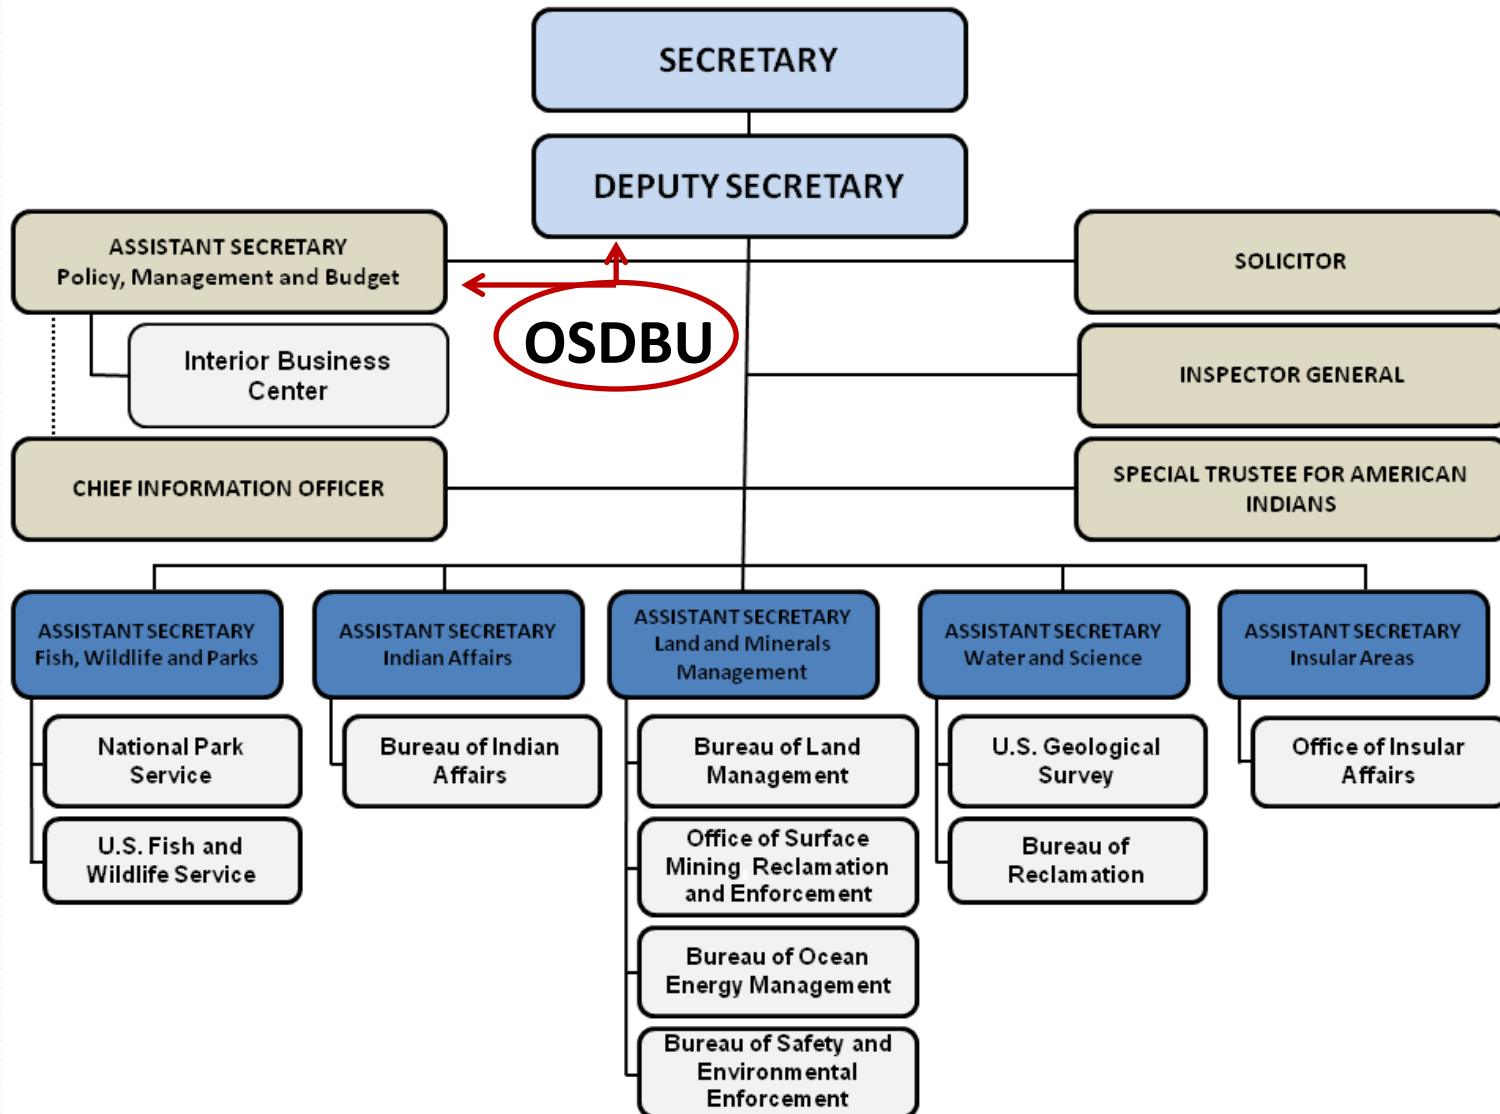 SECRETARY
DEPUTY SECRETARY
ASSISTANT SECRETARY
Policy, Management and Budget
SOLICITOR
OSDBU
Interior Business
Center
INSPECTOR GENERAL
CHIEF INFORMATION OFFICER
SPECIAL TRUSTEE FOR AMERICAN
INDIANS
ASSISTANT SECRETARY
Fish, Wildlife and Parks
ASSISTANT SECRETARY
Indian Affairs
ASSISTANT SECRETARY
Land and Minerals
Management
ASSISTANT SECRETARY
Water and Science
ASSISTANT SECRETARY
Insular Areas
National Park
Service
U.S. Fish and
Wildlife Service
Bureau of Indian
Affairs
Bureau of Land
Management
Office of Surface
Mining, Reclamation
and Enforcement
Bureau of Ocean
Energy Management
Bureau of Safety and
Environmental
Enforcement
U.S. Geological
Survey
Bureau of
Reclamation
Office of Insular
Affairs